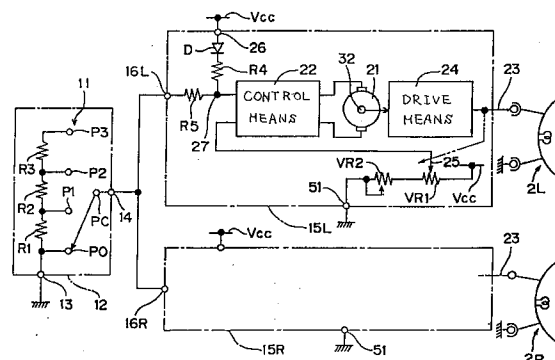 Vcc
D
26
16L
R4
22
32
21
24
23
CONTROL
MEANS
DRIVE
MEANS
R5
27
11
P3
R3
P2
R2
P1
PC
14
R1
P0
13
12
VR2
25
VR1
Vcc
51
15L
2L
Vcc
16R
23
15R
51
2R